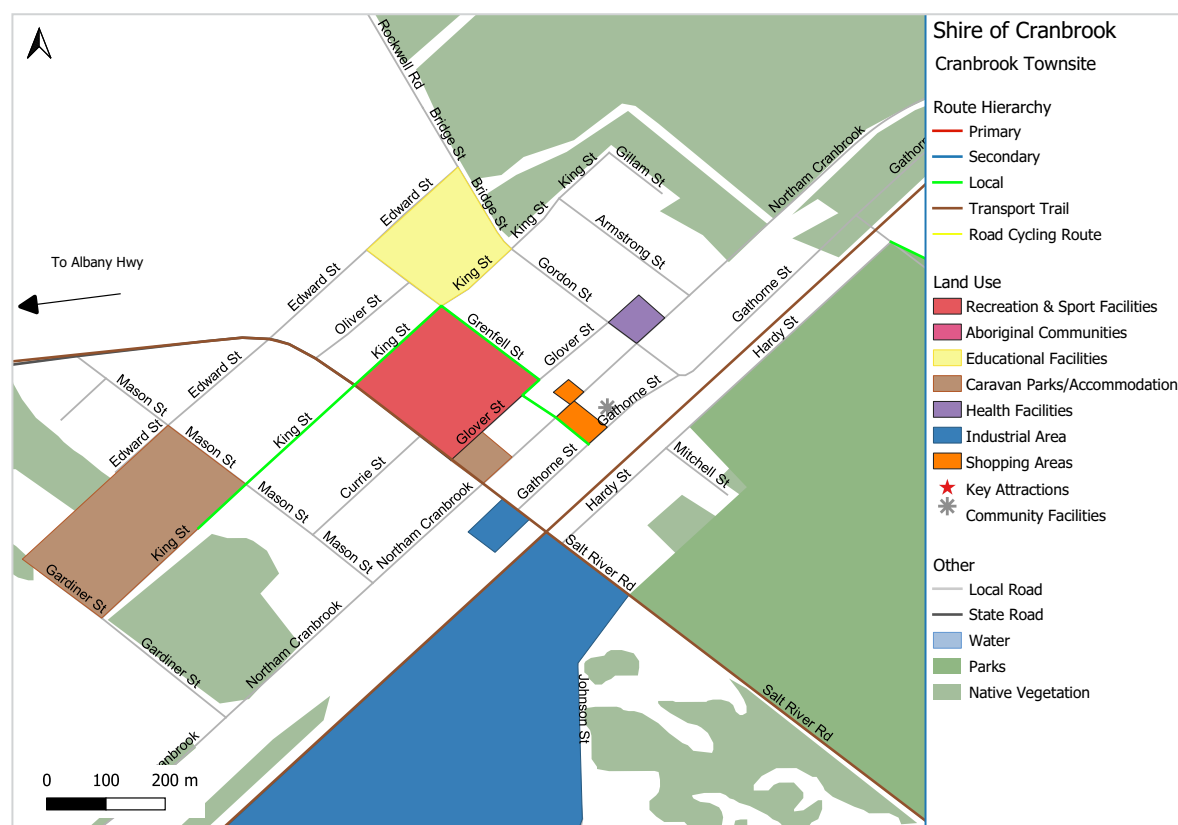 Shire of Cranbrook
Cranbrook Townsite
Route Hierarchy
Primary
Secondary
Local
Transport Trail
Road Cycling Route
Land Use
Recreation & Sport Facilities
Aboriginal Communities
Educational Facilities
Caravan Parks/Accommodation
Health Facilities
Industrial Area
Shopping Areas
Key Attractions
Community Facilities
Other
Local Road
State Road
Water
Parks
Native Vegetation
Rockwell Rd
Bridge St
Bridge St
King St
Gillam St
Northam Cranbrook
Gathorn
Edward St
King St
Armstrong St
King St
Gordon St
To Albany Hwy
Edward St
Oliver St
Gathorne St
Hardy St
King St
Grenfell St
Glover St
Edward St
Mason St
King St
Glover St
Gathorne St
Edward St
Mason St
Currie St
Mitchell St
Gathorne St
Hardy St
Mason St
King St
Northam Cranbrook
Mason St
Salt River Rd
Gardiner St
Northam Cranbrook
Gardiner St
Johnson St
Salt River Rd
anbrook
0 100 200 m